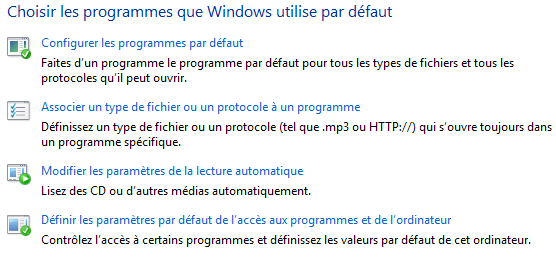 Choisir les programmes que Windows utilise par défaut
Configurer les programmes par défaut
Faites d'un programme le programme par défaut pour tous les types de fichiers et tous les
protocoles qu'il peut ouvrir.
Associer un type de fichier ou un protocole à un programme
Définissez un type de fichier ou un protocole (tel que .mp3 ou HTTP://) qui s'ouvre toujours dans
un programme spécifique.
Modifier les paramètres de la lecture automatique
Lisez des CD ou d'autres médias automatiquement.
Définir les paramètres par défaut de l'accès aux programmes et de l'ordinateur
Contrôlez l'accès à certains programmes et définissez les valeurs par défaut de cet ordinateur.